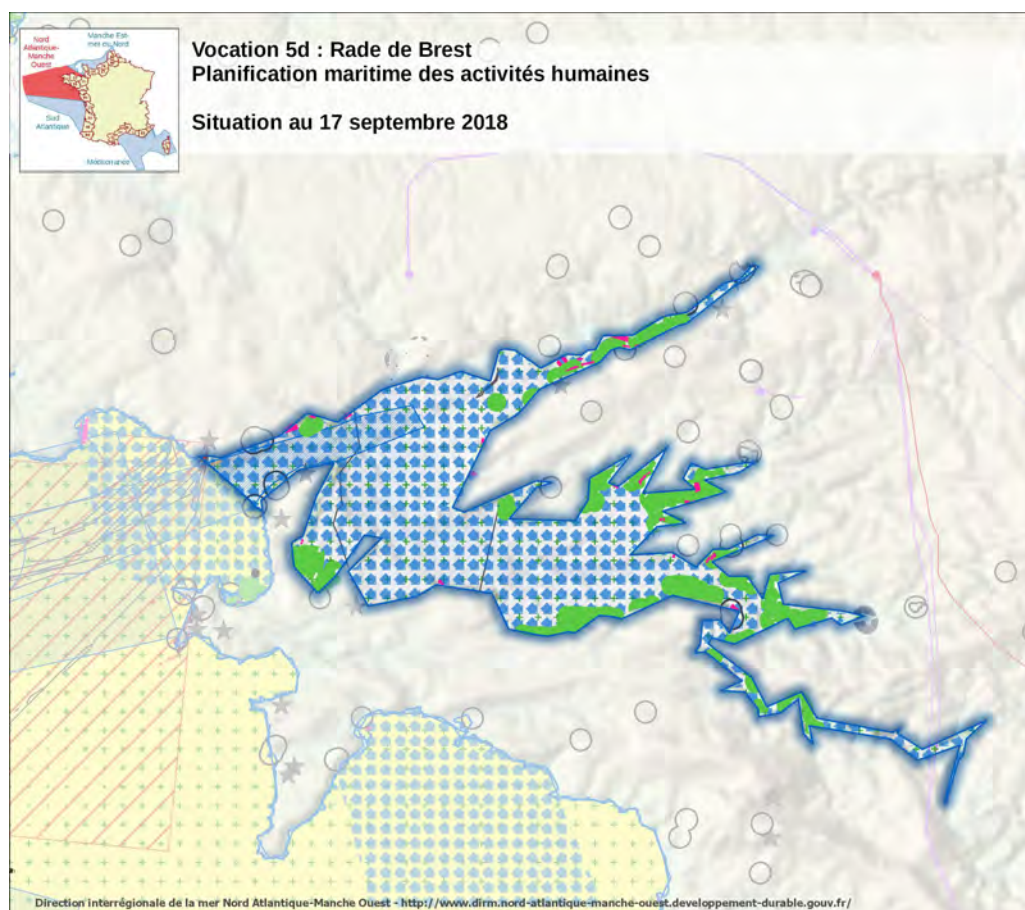 Nord
Atlantique-
Manche
Ouest
Manche Est-
mer du Nord
Sud
Atlantique
Méditerranée
Vocation 5d : Rade de Brest
Planification maritime des activités humaines
Situation au 17 septembre 2018
Direction interrégionale de la mer Nord Atlantique-Manche Ouest - http://www.dirm.nord-atlantique-manche-ouest.developpement-durable.gouv.fr/